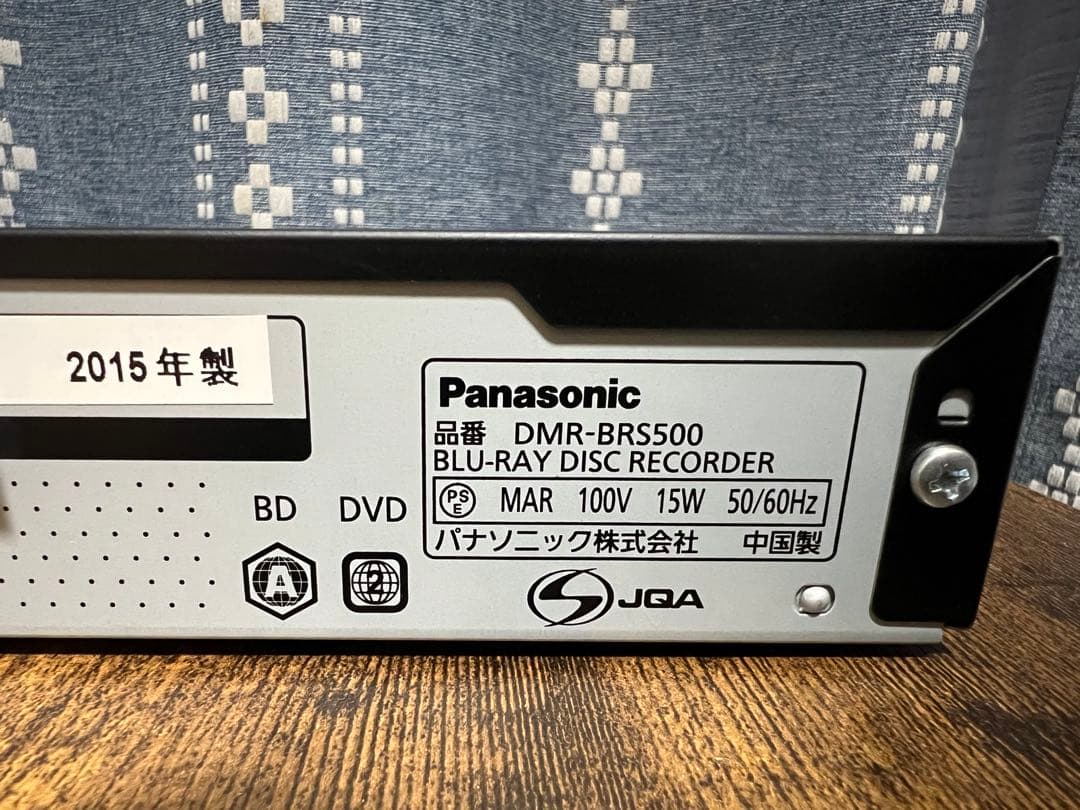 2015年製
Panasonic
品番 DMR-BRS500
BLU-RAY DISC RECORDER
PS E MAR 100V 15W 50/60Hz
パナソニック株式会社 中国製
BD DVD
A 2
S JQA